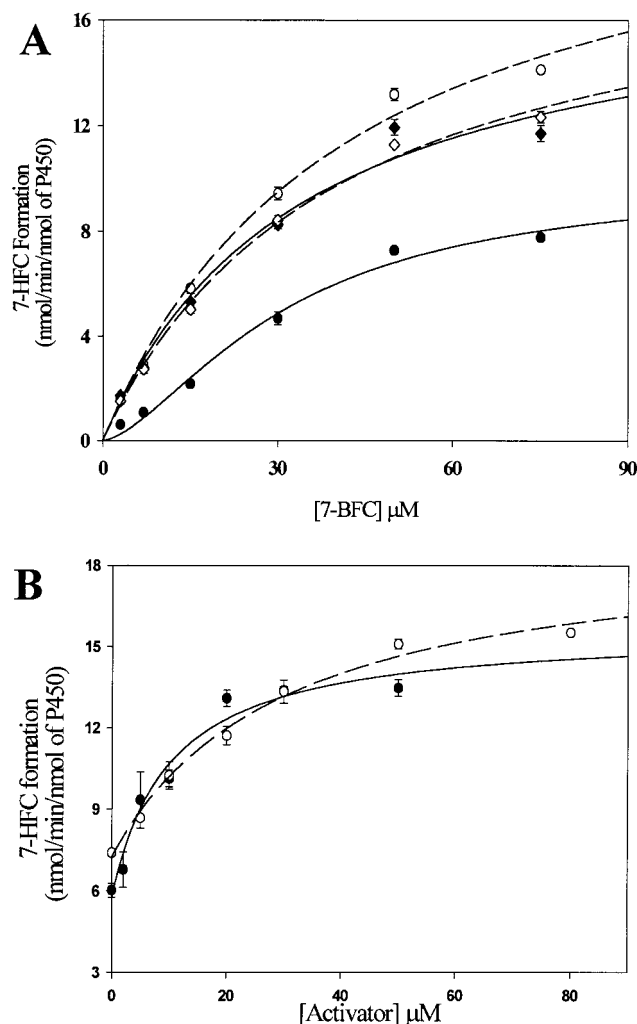 A
16
12
8
4
0
7-HFC Formation
(nmol/min/nmol of P450)
0 30 60 90
[7-BFC] μM
B
18
15
12
9
6
3
7-HFC formation
(nmol/min/nmol of P450)
0 20 40 60 80
[Activator] μM